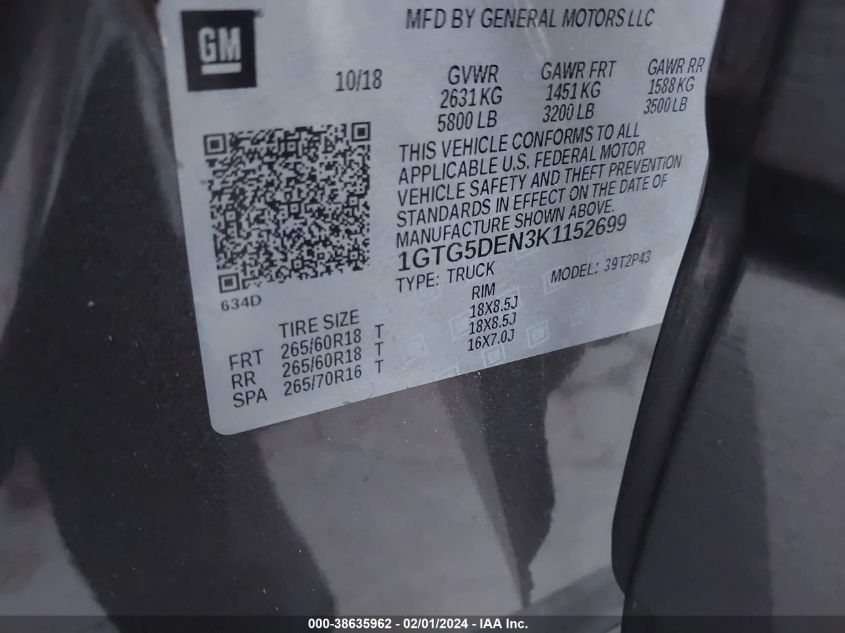 GM
MFD BY GENERAL MOTORS LLC
10/18 GVWR GAWR FRT GAWR RR
2631 KG 1451 KG 1588 KG
5800 LB 3200 LB 3500 LB
THIS VEHICLE CONFORMS TO ALL
APPLICABLE U.S. FEDERAL MOTOR
VEHICLE SAFETY AND THEFT PREVENTION
STANDARDS IN EFFECT ON THE DATE OF
MANUFACTURE SHOWN ABOVE.
1GTG5DEN3K1152699
TYPE: TRUCK MODEL: 39T2P43
634D
TIRE SIZE RIM
FRT 265/60R18 T 18X8.5J
RR 265/60R18 T 18X8.5J
SPA 265/70R16 T 16X7.0J
000-38635962 - 02/01/2024 - IAAI Inc.